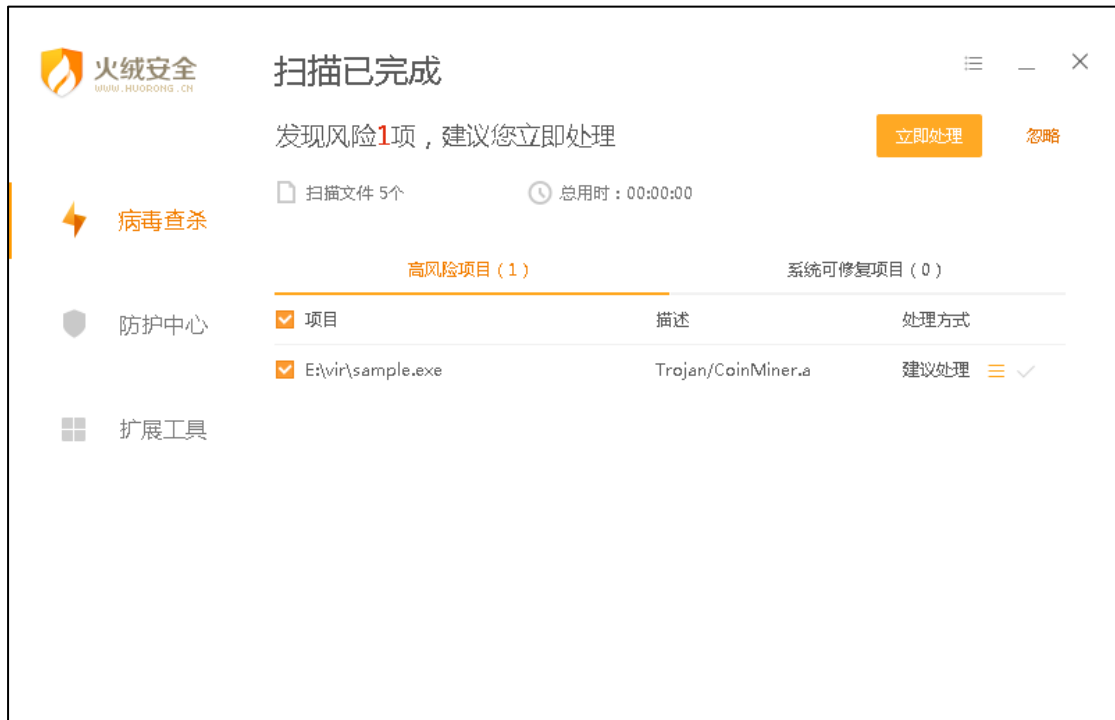 火绒安全
WWW.HUORONG.CN
扫描已完成
发现风险1项，建议您立即处理
立即处理
忽略
扫描文件 5个
总用时：00:00:00
病毒查杀
防护中心
扩展工具
高风险项目（1）
系统可修复项目（0）
项目 描述 处理方式
E:\vir\sample.exe Trojan/CoinMiner.a 建议处理